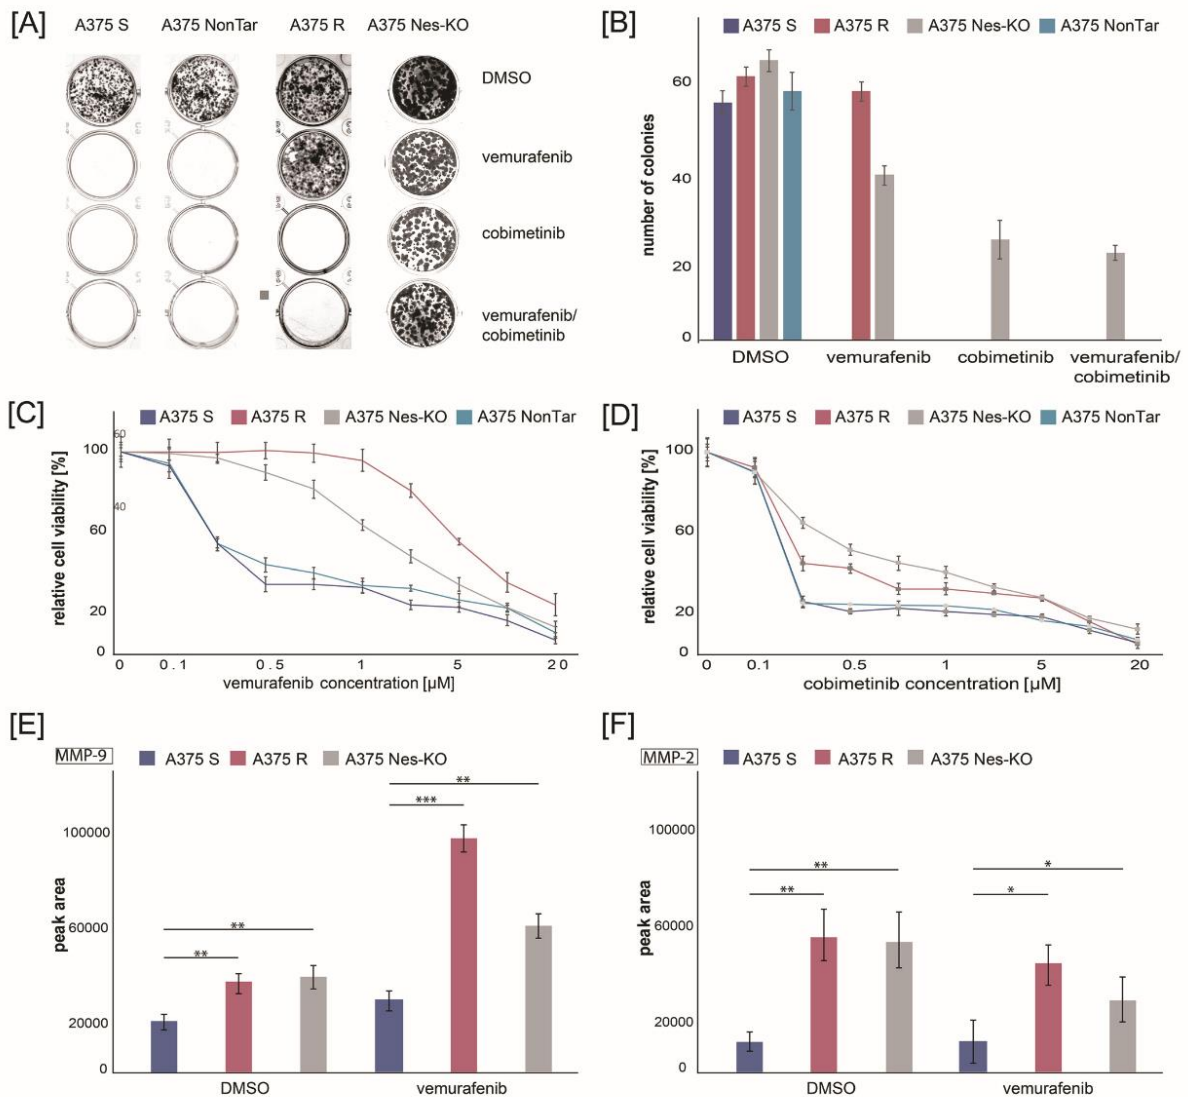 [A]
A375 S A375 NonTar A375 R A375 Nes-KO
DMSO
vemurafenib
cobimetinib
vemurafenib/
cobimetinib
[B]
A375 S A375 R A375 Nes-KO A375 NonTar
number of colonies
60
40
20
0
DMSO vemurafenib cobimetinib vemurafenib/
cobimetinib
[C]
A375 S A375 R A375 Nes-KO A375 NonTar
relative cell viability [%]
60
100
40
60
20
0
0 0.1 0.5 1 5 20
vemurafenib concentration [µM]
[D]
A375 S A375 R A375 Nes-KO A375 NonTar
relative cell viability [%]
100
60
20
0
0 0.1 0.5 1 5 20
cobimetinib concentration [µM]
[E]
MMP-9 A375 S A375 R A375 Nes-KO
peak area
100000
60000
20000
0
**
***
**
**
DMSO vemurafenib
[F]
MMP-2 A375 S A375 R A375 Nes-KO
peak area
100000
60000
20000
0
** *
** *
DMSO vemurafenib